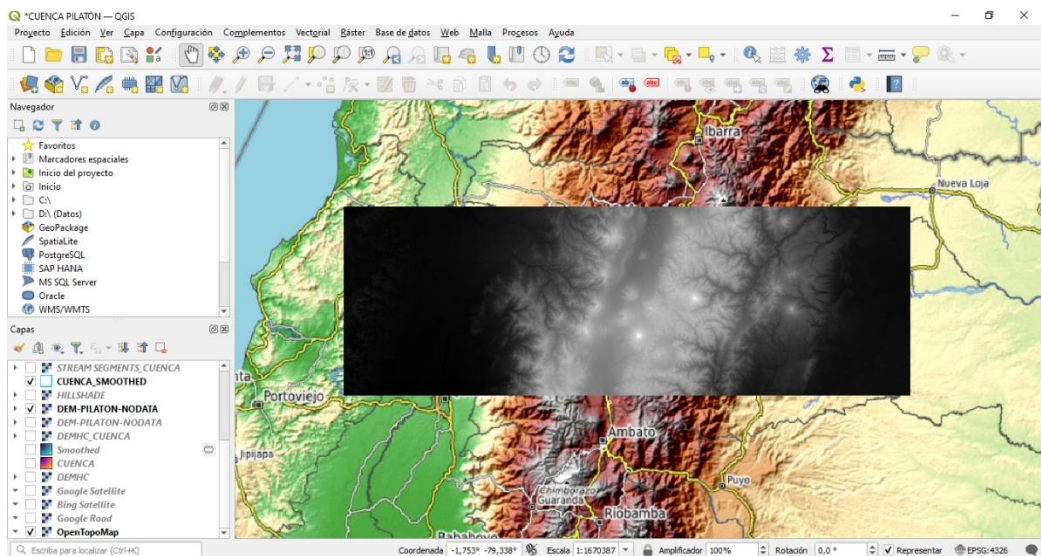 *CUENCA PILATÓN — QGIS
Proyecto Edición Ver Capa Configuración Complementos Vectorial Ráster Base de datos Web Malla Procesos Ayuda
Navegador
Favoritos
Marcadores espaciales
Inicio del proyecto
Inicio
C:\
D:\ (Datos)
GeoPackage
SpatiaLite
PostgreSQL
SAP HANA
MS SQL Server
Oracle
WMS/WMTS
Capas
STREAM SEGMENTS_CUENCA
CUENCA_SMOOTHED
HILLSHADE
DEM-PILATON-NODATA
DEM-PILATON-NODATA
DEMHC_CUENCA
Smoothed
CUENCA
DEMHC
Google Satellite
Bing Satellite
Google Road
OpenTopoMap
Ibarra
Nueva Loja
nta
Portoviejo
Jipijapa
Ambato
Chimborazo
Guaranda
Puyo
Riobamba
Babahoyo
Escriba para localizar (Ctrl+K)
Coordenada -1,753° -79,338° Escala 1:1670387 Amplificador 100% Rotación 0,0 ° Representar EPSG:4326